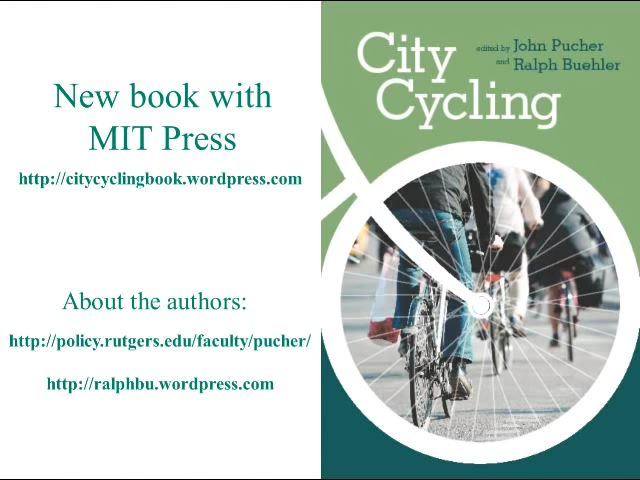 New book with
MIT Press
http://citycyclingbook.wordpress.com
About the authors:
http://policy.rutgers.edu/faculty/pucher/
http://ralphbu.wordpress.com
City
Cycling
edited by John Pucher
and Ralph Buehler